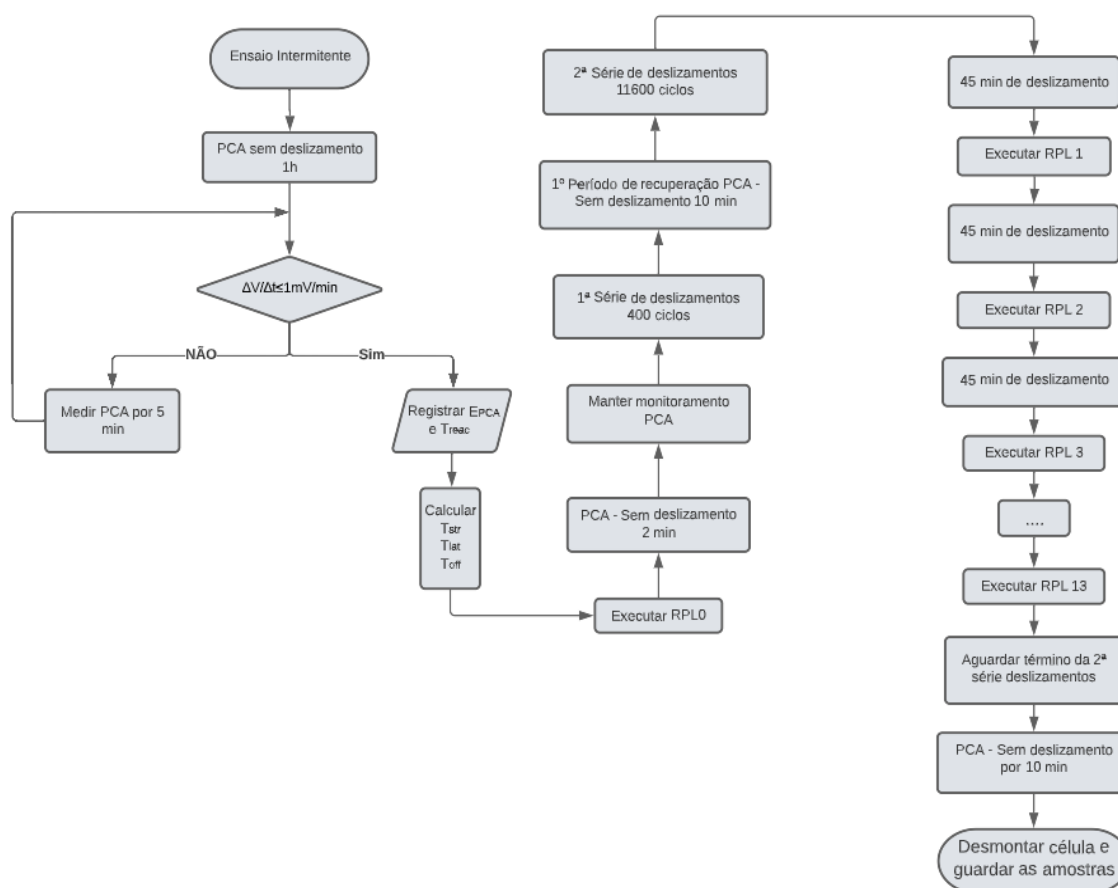 Ensaio Intermitente
PCA sem deslizamento
1h
ΔV/Δt≤1mV/min
NÃO
Sim
Medir PCA por 5
min
Registrar EPCA
e Treac
Calcular
Tstr
Tlat
Toff
Executar RPL0
PCA - Sem deslizamento
2 min
Manter monitoramento
PCA
1ª Série de deslizamentos
400 ciclos
1º Período de recuperação PCA -
Sem deslizamento 10 min
2ª Série de deslizamentos
11600 ciclos
45 min de deslizamento
Executar RPL 1
45 min de deslizamento
Executar RPL 2
45 min de deslizamento
Executar RPL 3
....
Executar RPL 13
Aguardar término da 2ª
série deslizamentos
PCA - Sem deslizamento
por 10 min
Desmontar célula e
guardar as amostras